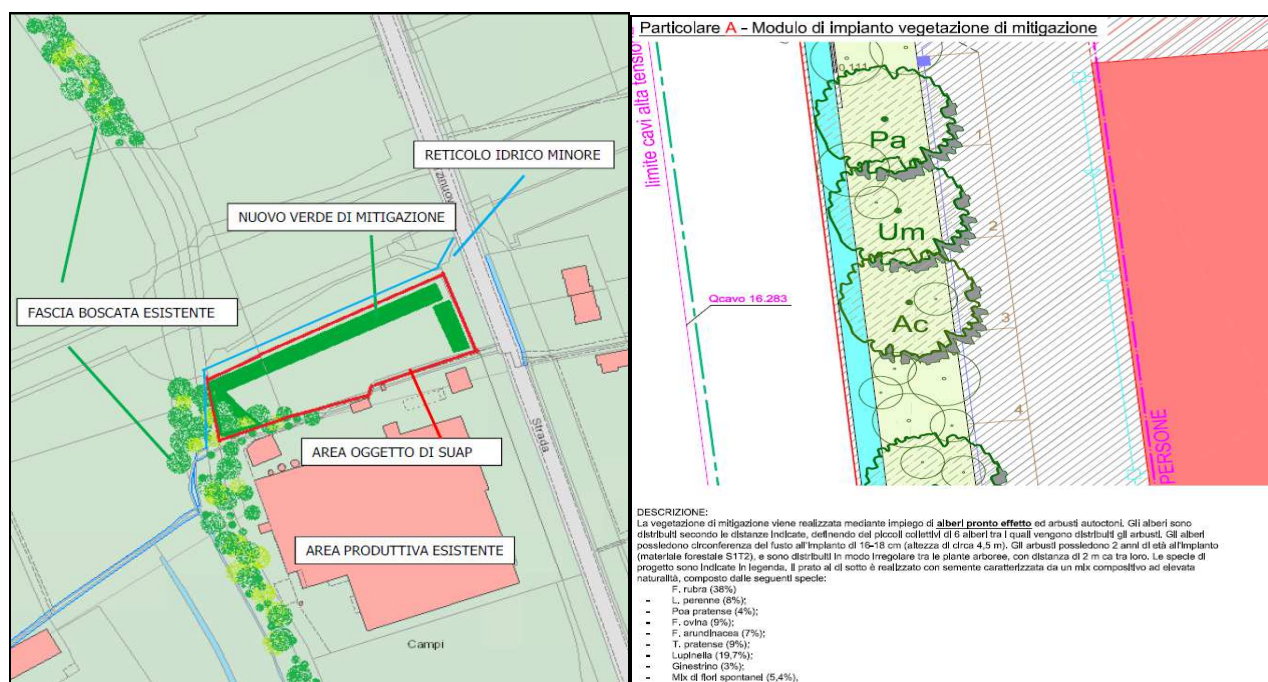 RETICOLO IDRICO MINORE
NUOVO VERDE DI MITIGAZIONE
FASCIA BOSCATA ESISTENTE
AREA OGGETTO DI SUAP
Strada
AREA PRODUTTIVA ESISTENTE
Campi
Particolare A - Modulo di impianto vegetazione di mitigazione
limite cavi alta tensione
0.111
Pa
1
Um
2
Qcavo 16.283
Ac
3
4
PERSONE
DESCRIZIONE:
La vegetazione di mitigazione viene realizzata mediante impiego di alberi pronto effetto ed arbusti autoctoni. Gli alberi sono
distribuiti secondo le distanze indicate, definendo dei piccoli collettivi di 6 alberi tra i quali vengono distribuiti gli arbusti. Gli alberi
possiedono circonferenza del fusto all'impianto di 16-18 cm (altezza di circa 4,5 m). Gli arbusti possiedono 2 anni di età all'impianto
(materiale forestale S1T2), e sono distribuiti in modo irregolare tra le piante arboree, con distanza di 2 m ca tra loro. Le specie di
progetto sono indicate in legenda. Il prato al di sotto è realizzato con semente caratterizzata da un mix compositivo ad elevata
naturalità, composto dalle seguenti specie:
- F. rubra (38%)
- L. perenne (8%);
- Poa pratense (4%);
- F. ovina (9%);
- F. arundinacea (7%);
- T. pratense (9%);
- Lupinella (19,7%);
- Ginestrino (3%);
- Mix di fiori spontanei (5,4%).